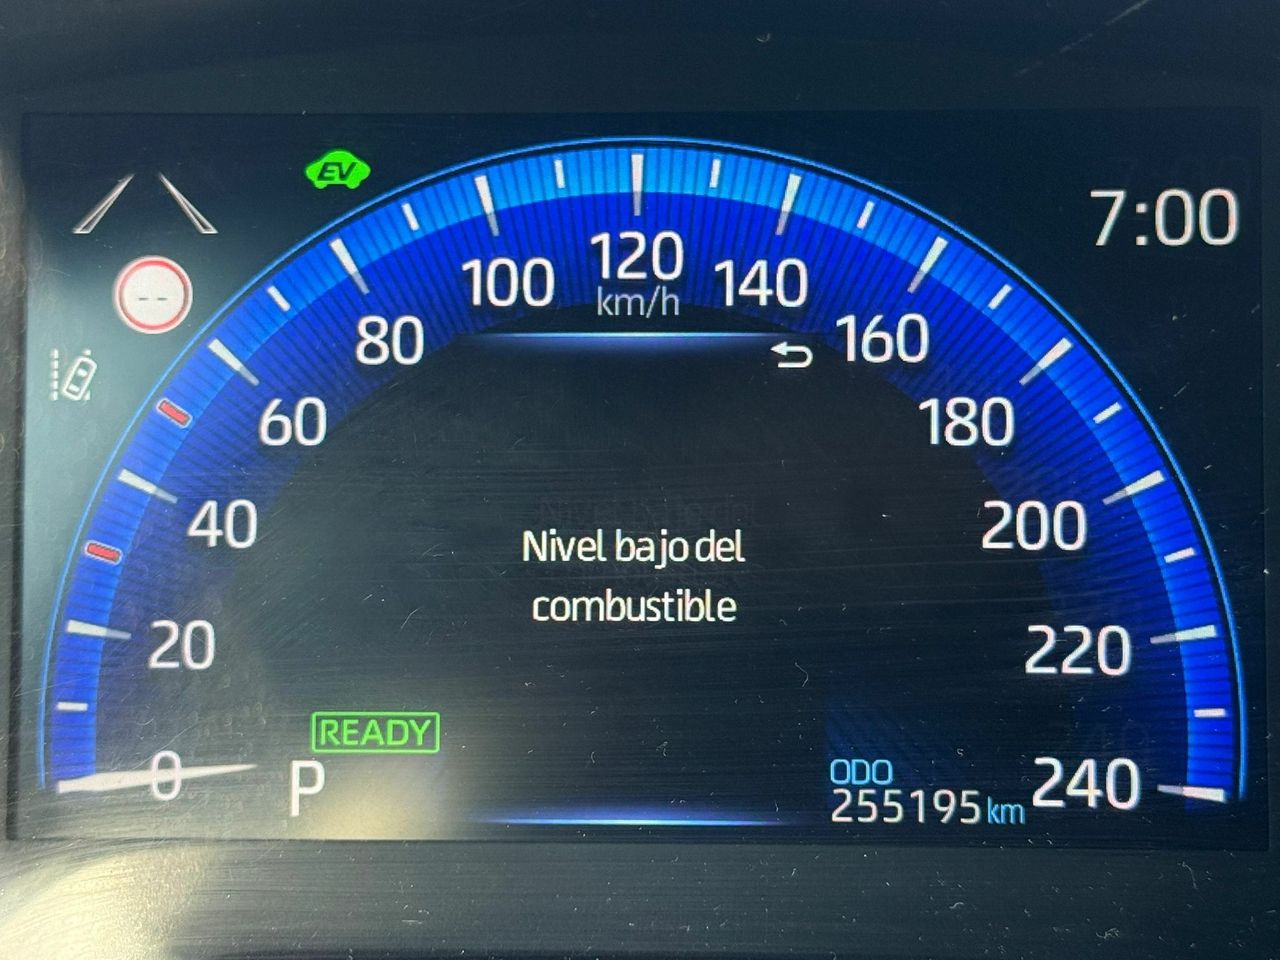 EV
7:00
120
km/h
100
140
80
160
60
180
40
200
Nivel bajo del
combustible
20
220
READY
0
P
ODO
255195 km
240
- -